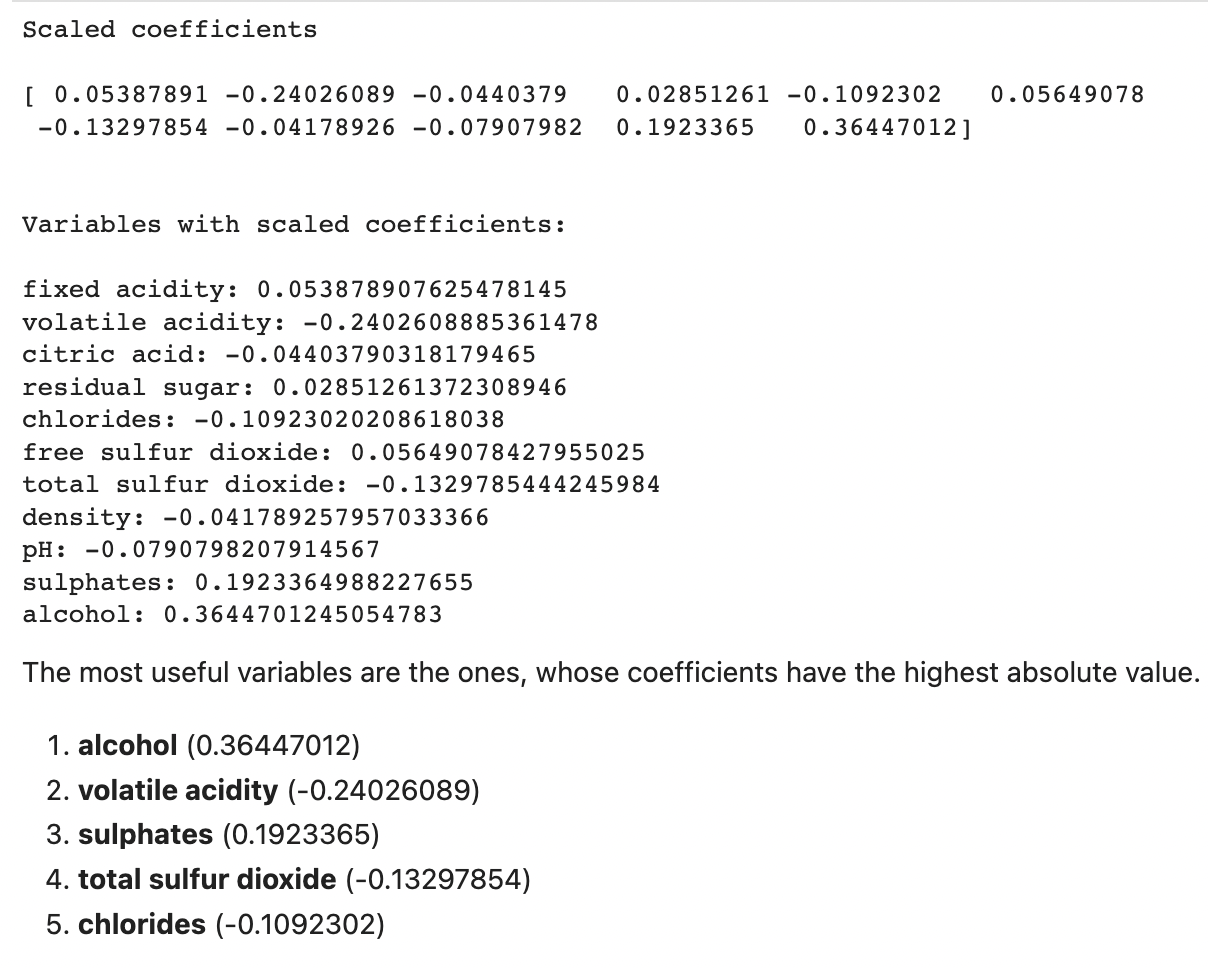 Scaled coefficients
[ 0.05387891 -0.24026089 -0.0440379   0.02851261 -0.1092302   0.05649078
 -0.13297854 -0.04178926 -0.07907982  0.1923365   0.36447012]
Variables with scaled coefficients:
fixed acidity: 0.053878907625478145
volatile acidity: -0.2402608885361478
citric acid: -0.04403790318179465
residual sugar: 0.02851261372308946
chlorides: -0.10923020208618038
free sulfur dioxide: 0.05649078427955025
total sulfur dioxide: -0.1329785444245984
density: -0.041789257957033366
pH: -0.0790798207914567
sulphates: 0.1923364988227655
alcohol: 0.3644701245054783
The most useful variables are the ones, whose coefficients have the highest absolute value.
1. alcohol (0.36447012)
2. volatile acidity (-0.24026089)
3. sulphates (0.1923365)
4. total sulfur dioxide (-0.13297854)
5. chlorides (-0.1092302)